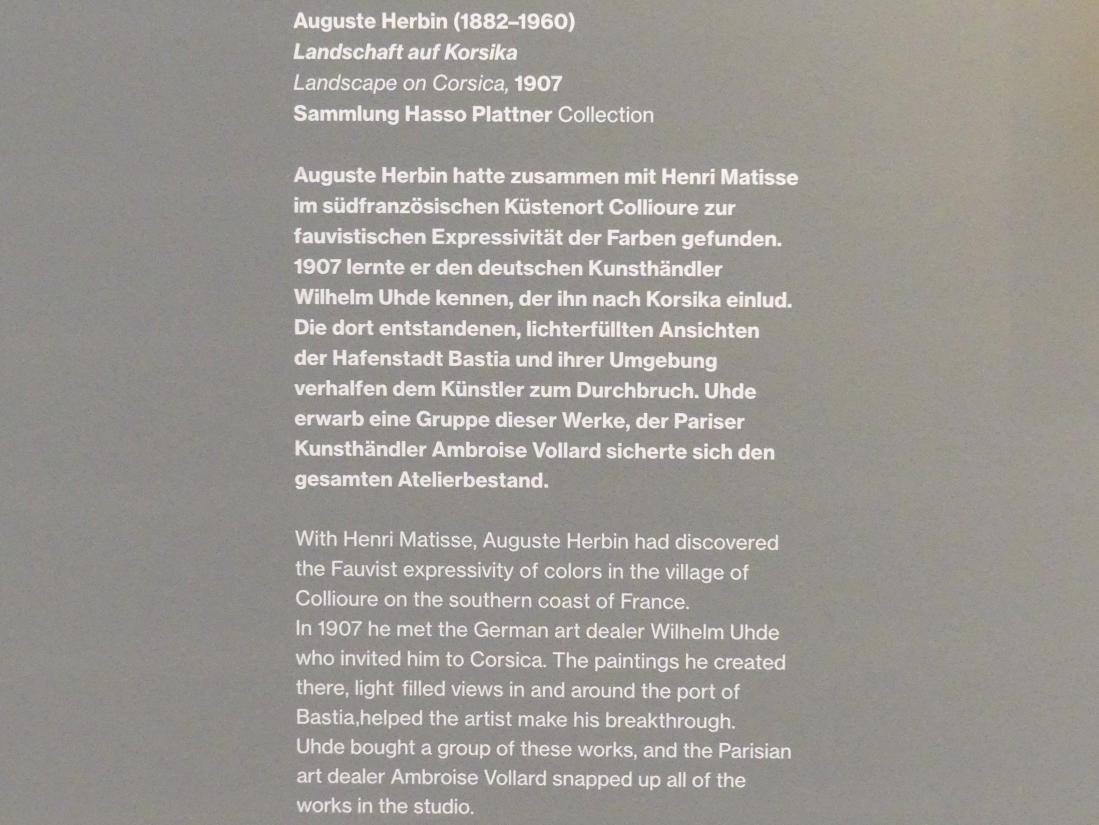 Auguste Herbin (1882–1960)
Landschaft auf Korsika
Landscape on Corsica, 1907
Sammlung Hasso Plattner Collection
Auguste Herbin hatte zusammen mit Henri Matisse
im südfranzösischen Küstenort Collioure zur
fauvistischen Expressivität der Farben gefunden.
1907 lernte er den deutschen Kunsthändler
Wilhelm Uhde kennen, der ihn nach Korsika einlud.
Die dort entstandenen, lichterfüllten Ansichten
der Hafenstadt Bastia und ihrer Umgebung
verhalfen dem Künstler zum Durchbruch. Uhde
erwarb eine Gruppe dieser Werke, der Pariser
Kunsthändler Ambroise Vollard sicherte sich den
gesamten Atelierbestand.
With Henri Matisse, Auguste Herbin had discovered
the Fauvist expressivity of colors in the village of
Collioure on the southern coast of France.
In 1907 he met the German art dealer Wilhelm Uhde
who invited him to Corsica. The paintings he created
there, light filled views in and around the port of
Bastia,helped the artist make his breakthrough.
Uhde bought a group of these works, and the Parisian
art dealer Ambroise Vollard snapped up all of the
works in the studio.